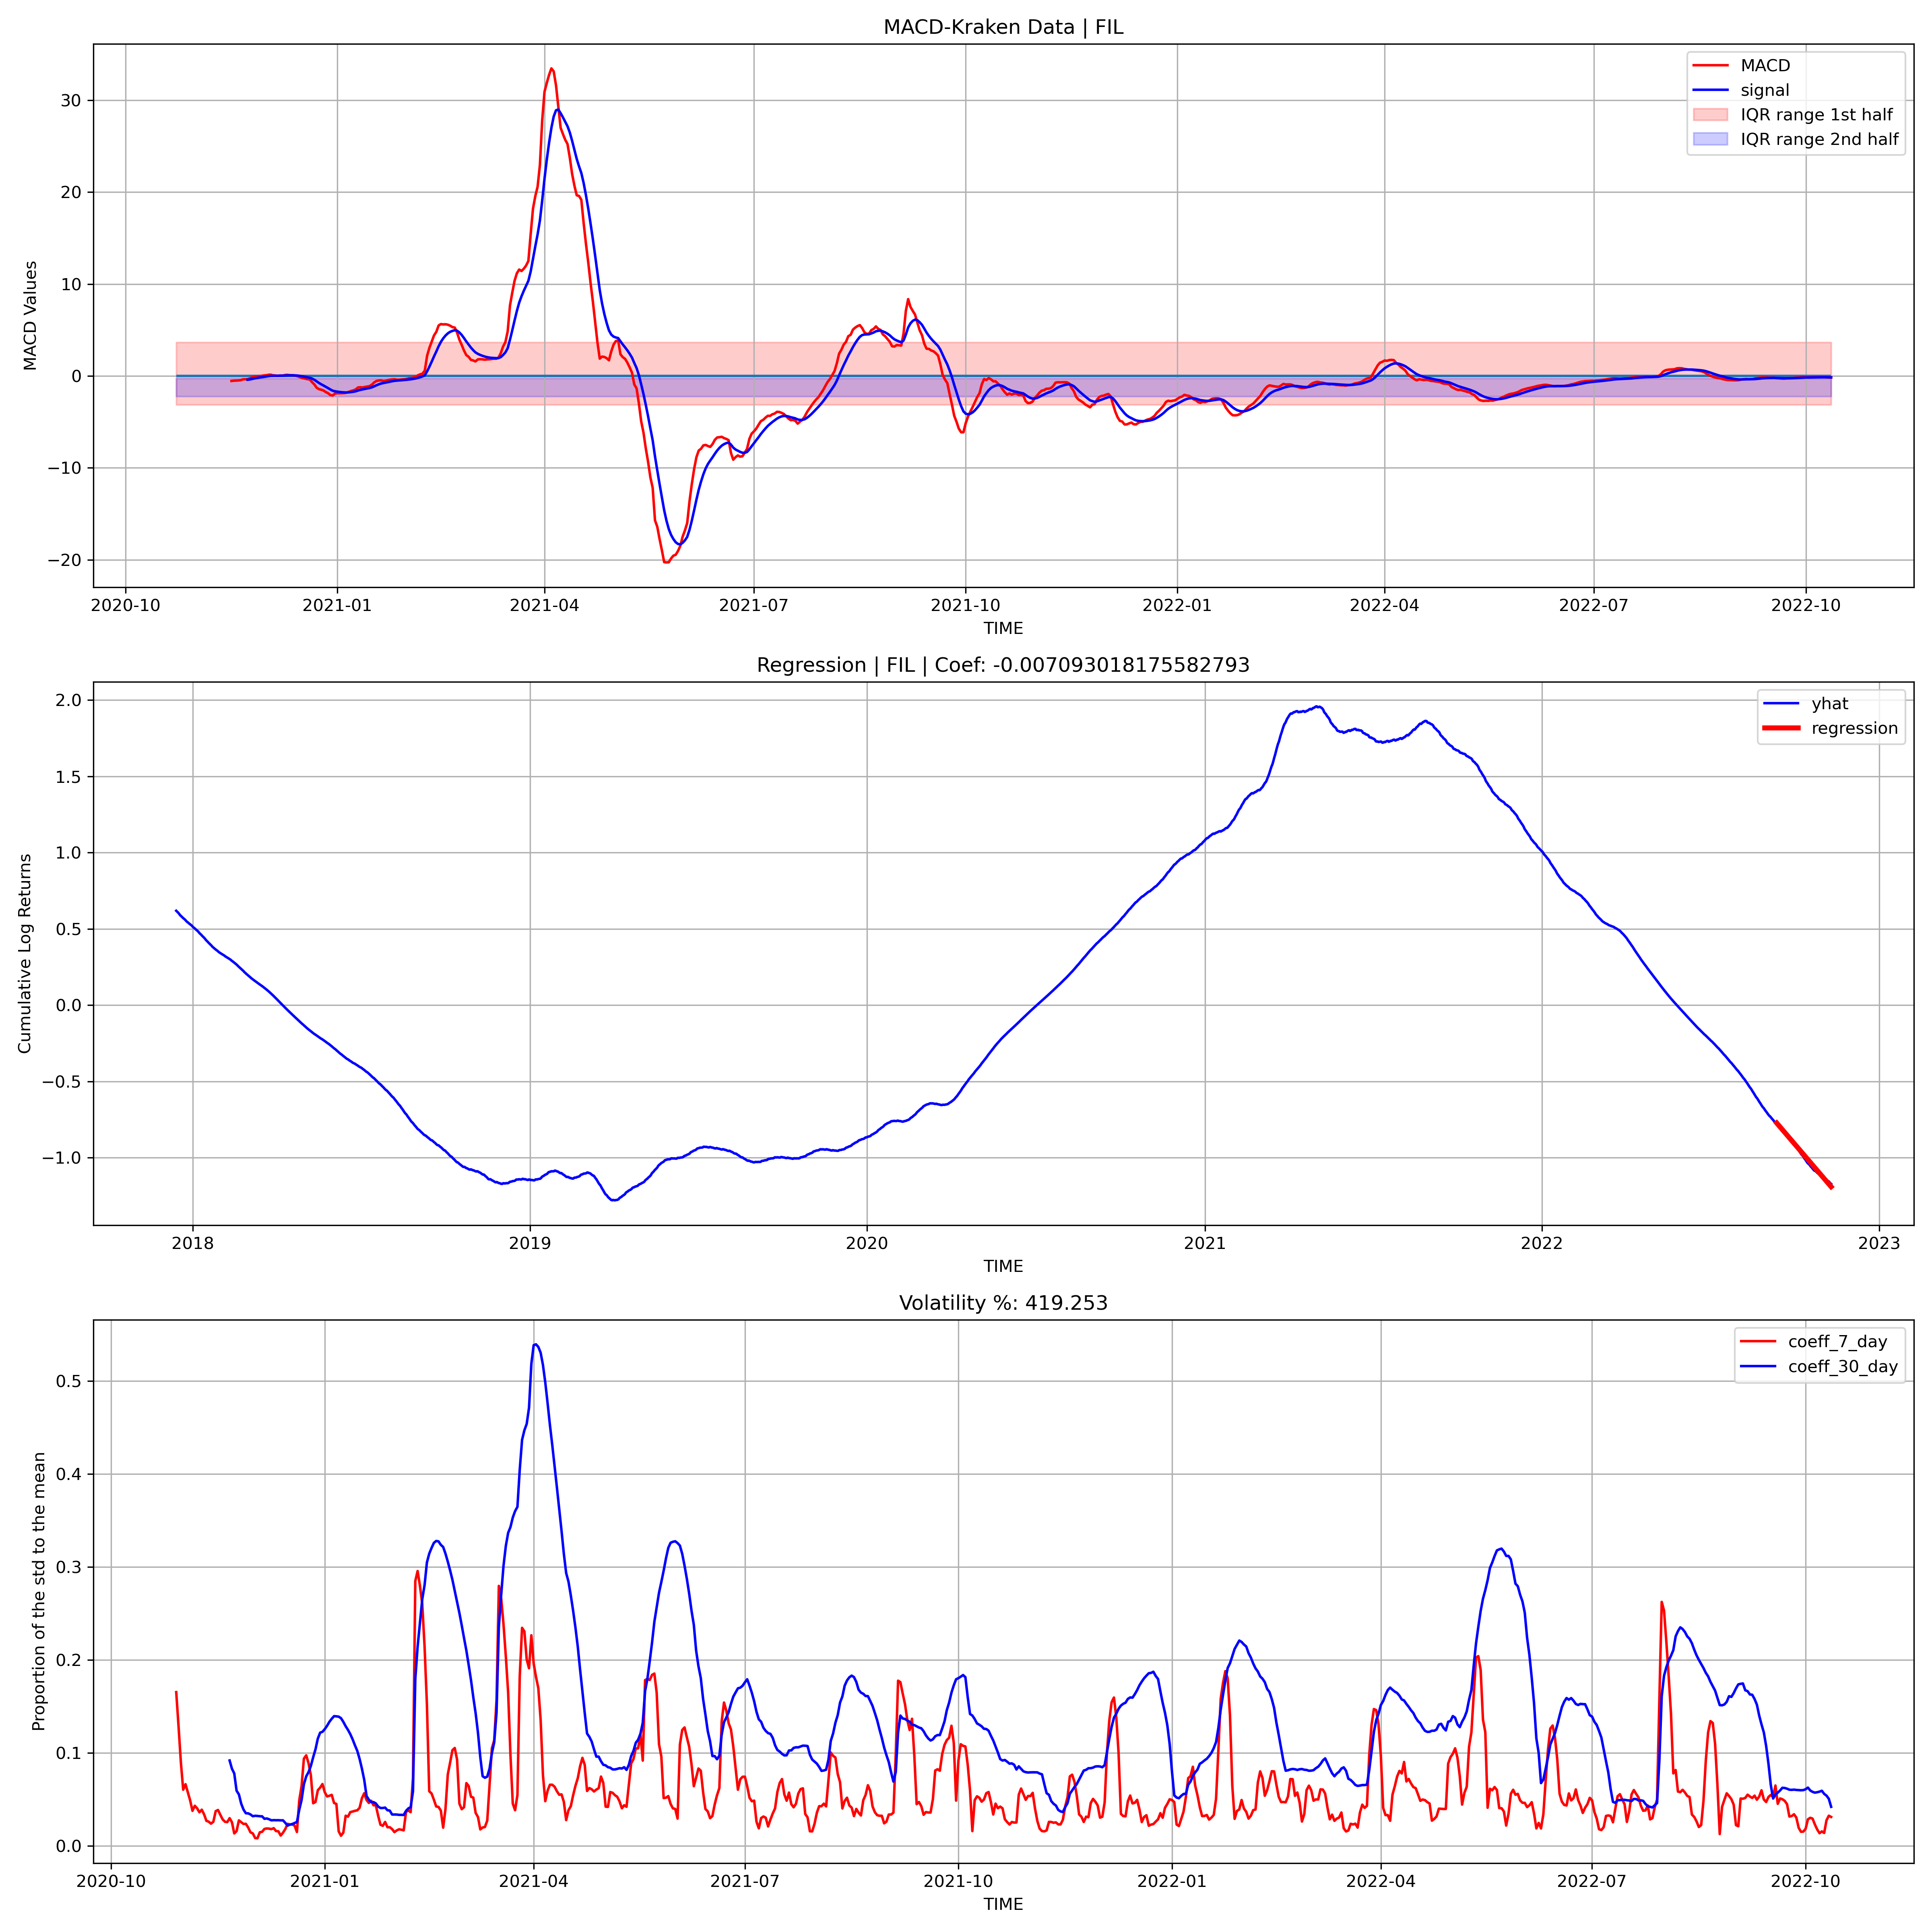 MACD-Kraken Data | FIL
MACD Values
30
20
10
0
−10
−20
MACD
signal
IQR range 1st half
IQR range 2nd half
2020-10 2021-01 2021-04 2021-07 2021-10 2022-01 2022-04 2022-07 2022-10
TIME
Regression | FIL | Coef: -0.007093018175582793
Cumulative Log Returns
2.0
1.5
1.0
0.5
0.0
−0.5
−1.0
yhat
regression
2018 2019 2020 2021 2022 2023
TIME
Volatility %: 419.253
Proportion of the std to the mean
0.5
0.4
0.3
0.2
0.1
0.0
coeff_7_day
coeff_30_day
2020-10 2021-01 2021-04 2021-07 2021-10 2022-01 2022-04 2022-07 2022-10
TIME